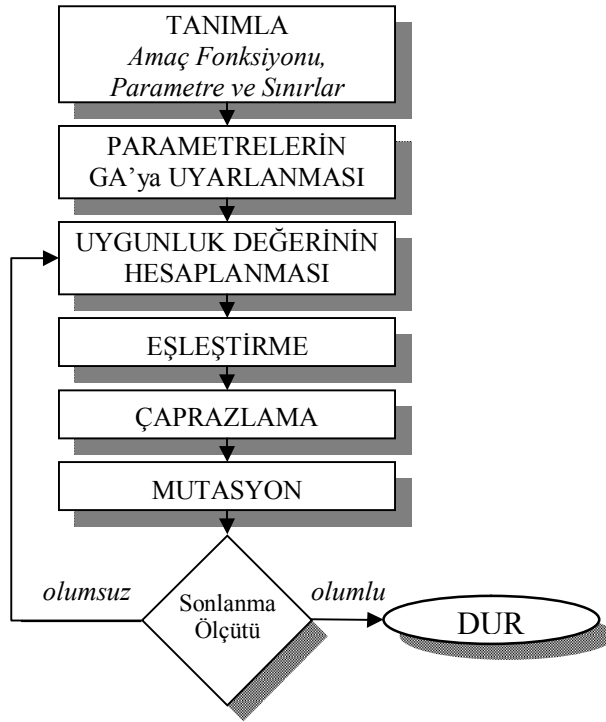 TANIMLA
Amaç Fonksiyonu,
Parametre ve Sınırlar
PARAMETRELERİN
GA’ya UYARLANMASI
UYGUNLUK DEĞERİNİN
HESAPLANMASI
EŞLEŞTİRME
ÇAPRAZLAMA
MUTASYON
olumsuz
Sonlanma
Ölçütü
olumlu
DUR